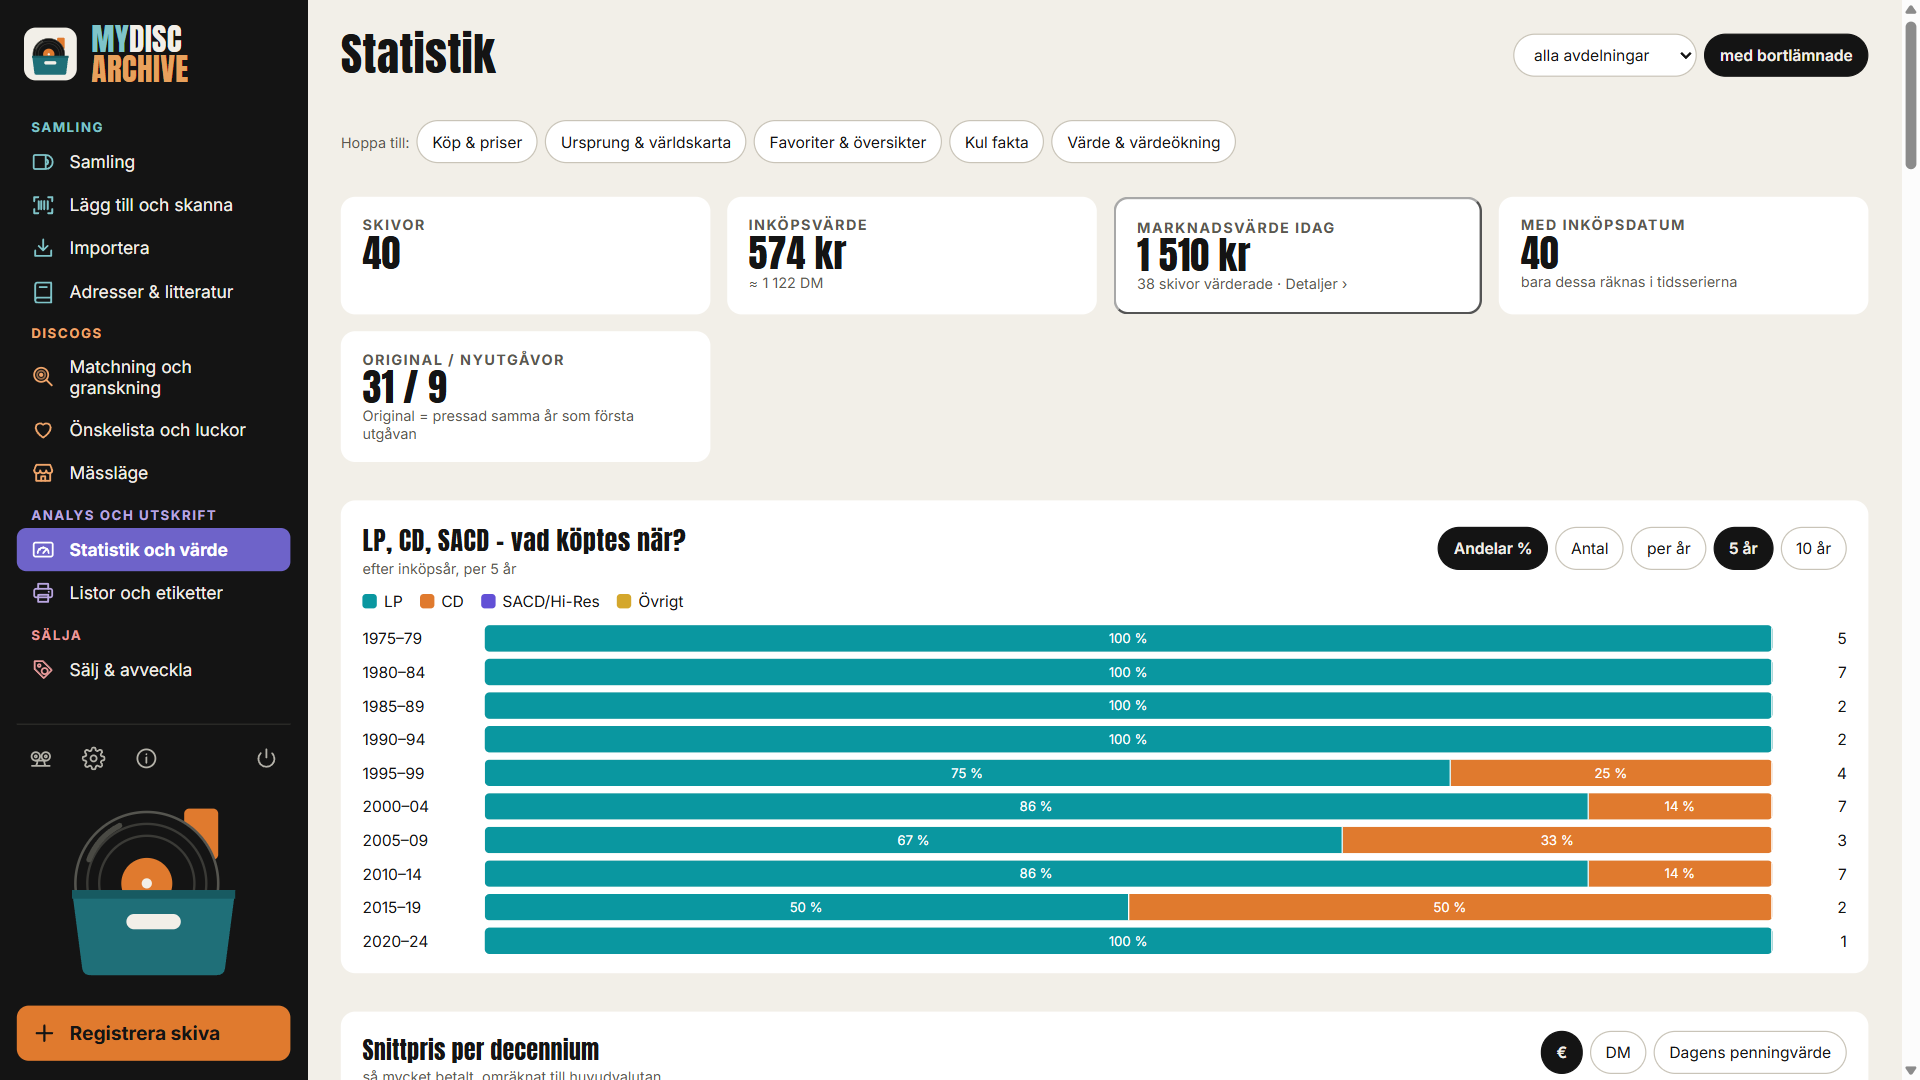 MYDISC
ARCHIVE
SAMLING
Samling
Lägg till och skanna
Importera
Adresser & litteratur
DISCOGS
Matchning och
granskning
Önskelista och luckor
Mässläge
ANALYS OCH UTSKRIFT
Statistik och värde
Listor och etiketter
SÄLJA
Sälj & avveckla
Registrera skiva
Statistik
alla avdelningar
med bortlämnade
Hoppa till:
Köp & priser
Ursprung & världskarta
Favoriter & översikter
Kul fakta
Värde & värdeökning
SKIVOR
40
INKÖPSVÄRDE
574 kr
≈ 1 122 DM
MARKNADSVÄRDE IDAG
1 510 kr
38 skivor värderade · Detaljer ›
MED INKÖPSDATUM
40
bara dessa räknas i tidsserierna
ORIGINAL / NYUTGÅVOR
31 / 9
Original = pressad samma år som första
utgåvan
LP, CD, SACD - vad köptes när?
efter inköpsår, per 5 år
Andelar %
Antal
per år
5 år
10 år
LP
CD
SACD/Hi-Res
Övrigt
1975–79 100 % 5
1980–84 100 % 7
1985–89 100 % 2
1990–94 100 % 2
1995–99 75 % 25 % 4
2000–04 86 % 14 % 7
2005–09 67 % 33 % 3
2010–14 86 % 14 % 7
2015–19 50 % 50 % 2
2020–24 100 % 1
Snittpris per decennium
så mycket betalt, omräknat till huvudvalutan
€
DM
Dagens penningvärde